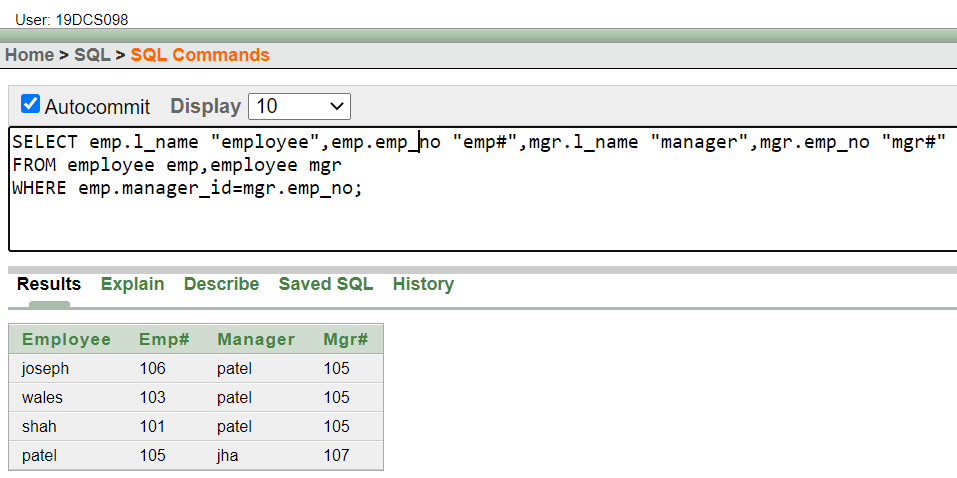 User: 19DCS098
Home > SQL > SQL Commands
Autocommit Display 10
SELECT emp.l_name "employee",emp.emp_no "emp#",mgr.l_name "manager",mgr.emp_no "mgr#"
FROM employee emp,employee mgr
WHERE emp.manager_id=mgr.emp_no;
Results Explain Describe Saved SQL History
Employee Emp# Manager Mgr#
joseph 106 patel 105
wales 103 patel 105
shah 101 patel 105
patel 105 jha 107